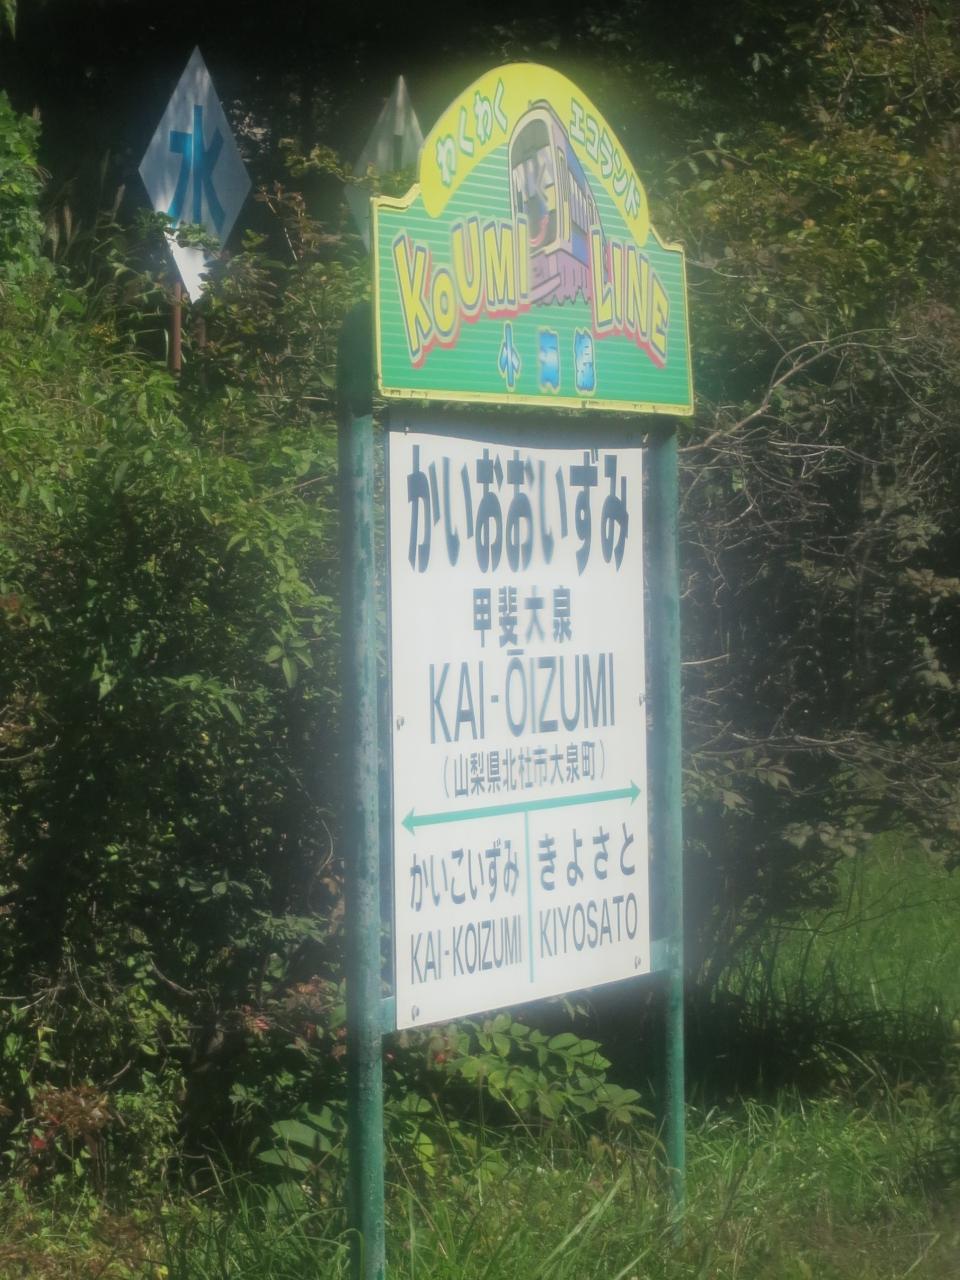 水
わくわく エコランド
KOUMI LINE
小海線
かいおおいずみ
甲斐大泉
KAI-ŌIZUMI
(山梨県北杜市大泉町)
かいこいずみ きよさと
KAI-KOIZUMI KIYOSATO